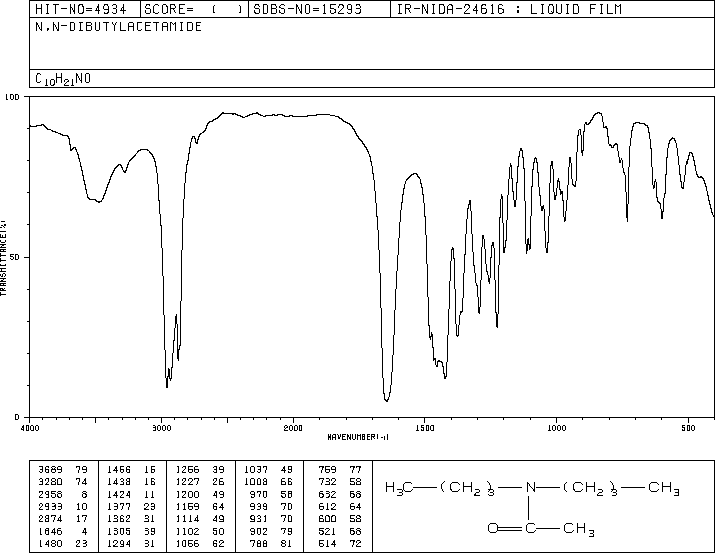 HIT-NO=4934 SCORE= ( ) SDBS-NO=15293 IR-NIDA-24616 : LIQUID FILM
N,N-DIBUTYLACETAMIDE
C10H21NO
100
50
0
TRANSMITTANCE(%)
4000 3000 2000 1500 1000 500
WAVENUMBER(-1)
3689 79 1466 16 1256 39 1037 49 759 77
3280 74 1438 16 1227 26 1008 66 732 58
2958 8 1424 11 1200 49 970 58 632 68
2933 10 1377 23 1159 64 939 70 612 64
2874 17 1362 31 1114 49 931 70 600 58
1646 4 1305 39 1102 50 902 79 521 68
1480 23 1294 31 1056 62 788 81 514 72
H3C—(CH2)3—N—(CH2)3—CH3
O=C—CH3